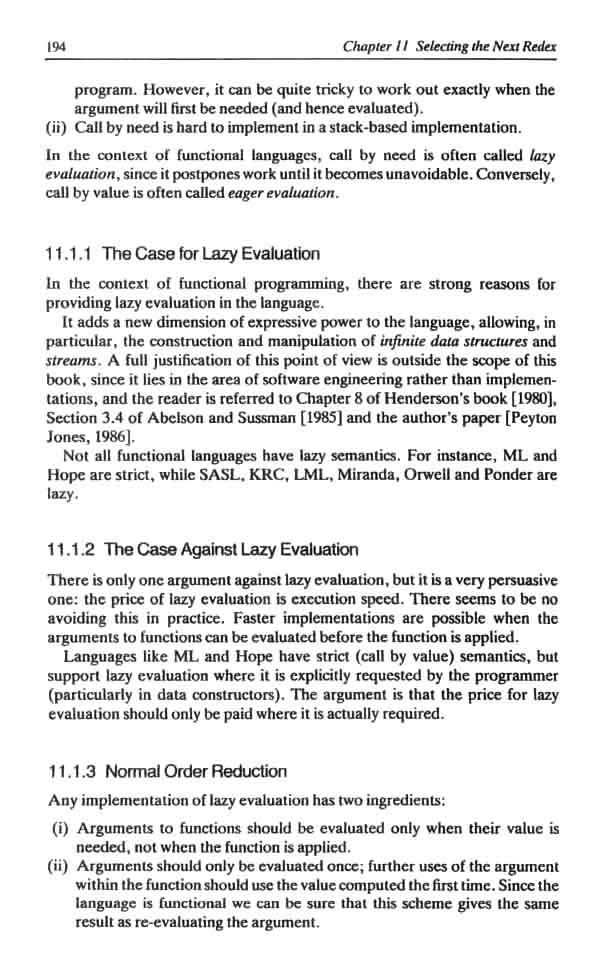 194 Chapter 11 Selecting the Next Redex
program. However, it can be quite tricky to work out exactly when the
argument will first be needed (and hence evaluated).
(ii) Call by need is hard to implement in a stack-based implementation.
In the context of functional languages, call by need is often called lazy
evaluation, since it postpones work until it becomes unavoidable. Conversely,
call by value is often called eager evaluation.
11.1.1 The Case for Lazy Evaluation
In the context of functional programming, there are strong reasons for
providing lazy evaluation in the language.
It adds a new dimension of expressive power to the language, allowing, in
particular, the construction and manipulation of infinite data structures and
streams. A full justification of this point of view is outside the scope of this
book, since it lies in the area of software engineering rather than implemen-
tations, and the reader is referred to Chapter 8 of Henderson's book [1980],
Section 3.4 of Abelson and Sussman [1985] and the author's paper [Peyton
Jones, 1986].
Not all functional languages have lazy semantics. For instance, ML and
Hope are strict, while SASL, KRC, LML, Miranda, Orwell and Ponder are
lazy.
11.1.2 The Case Against Lazy Evaluation
There is only one argument against lazy evaluation, but it is a very persuasive
one: the price of lazy evaluation is execution speed. There seems to be no
avoiding this in practice. Faster implementations are possible when the
arguments to functions can be evaluated before the function is applied.
Languages like ML and Hope have strict (call by value) semantics, but
support lazy evaluation where it is explicitly requested by the programmer
(particularly in data constructors). The argument is that the price for lazy
evaluation should only be paid where it is actually required.
11.1.3 Normal Order Reduction
Any implementation of lazy evaluation has two ingredients:
(i) Arguments to functions should be evaluated only when their value is
needed, not when the function is applied.
(ii) Arguments should only be evaluated once; further uses of the argument
within the function should use the value computed the first time. Since the
language is functional we can be sure that this scheme gives the same
result as re-evaluating the argument.